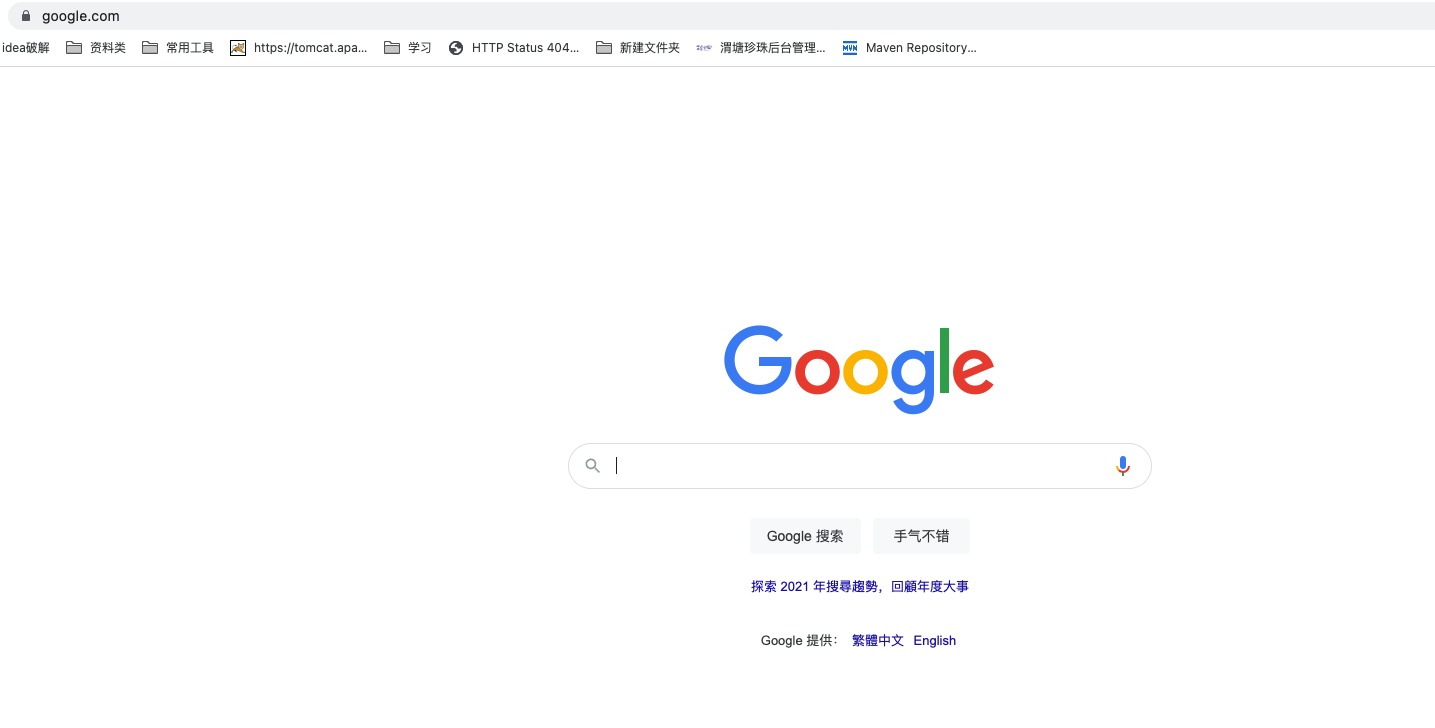 google.com
idea破解 资料类 常用工具 https://tomcat.apa... 学习 HTTP Status 404... 新建文件夹 渭塘珍珠后台管理... MVN Maven Repository...
Google
Google 搜索 手气不错
探索 2021 年搜尋趨勢，回顧年度大事
Google 提供： 繁體中文 English